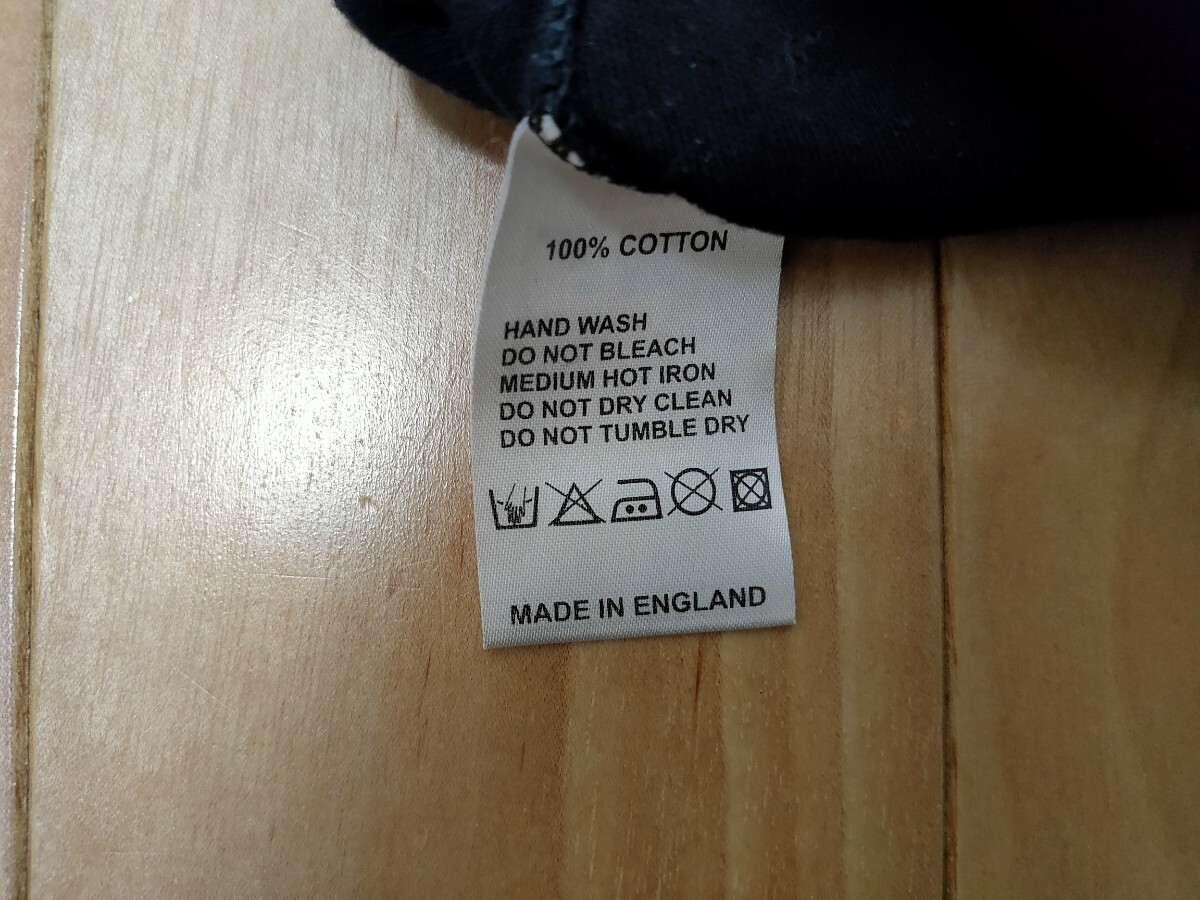 100% COTTON
HAND WASH
DO NOT BLEACH
MEDIUM HOT IRON
DO NOT DRY CLEAN
DO NOT TUMBLE DRY
MADE IN ENGLAND